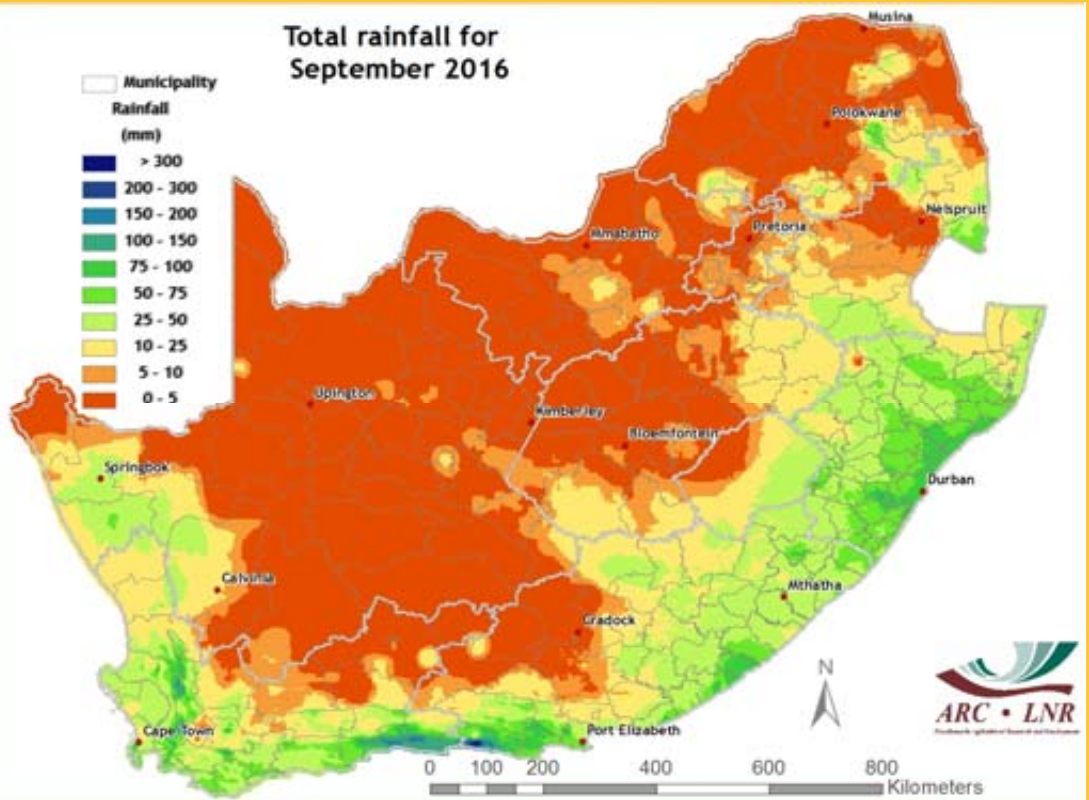 Total rainfall for
September 2016
Municipality
Rainfall
(mm)
> 300
200 - 300
150 - 200
100 - 150
75 - 100
50 - 75
25 - 50
10 - 25
5 - 10
0 - 5
Musina
Polokwane
Nelspruit
Pretoria
Mmabatho
Upington
Kimberley
Bloemfontein
Springbok
Durban
Calvinia
Mthatha
Cradock
Cape Town
Port Elizabeth
N
ARC • LNR
0 100 200 400 600 800
Kilometers